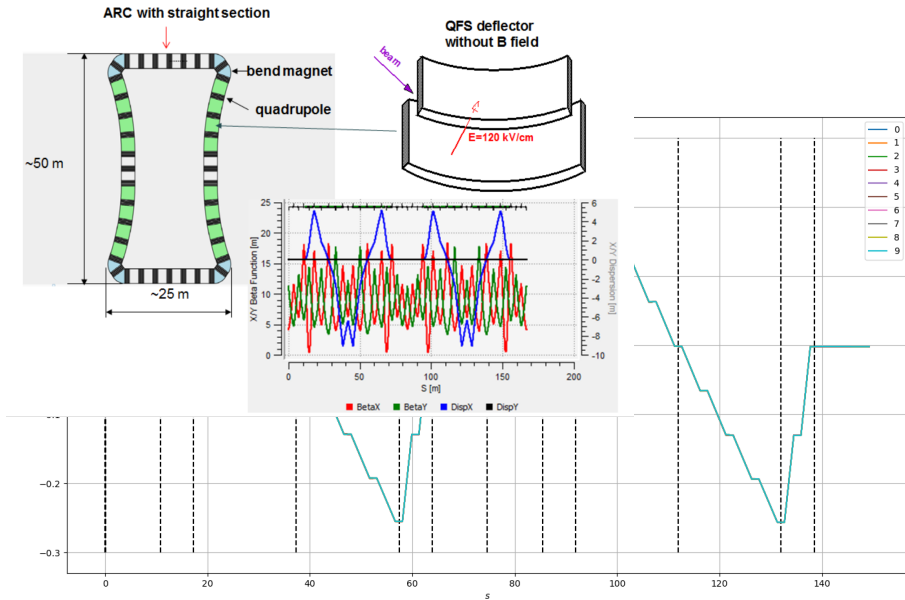 ARC with straight section
QFS deflector
without B field
beam
bend magnet
quadrupole
E=120 kV/cm
~50 m
~25 m
0
1
2
3
4
5
6
7
8
9
X/Y Beta Function [m]
25
20
15
10
5
0
6
4
2
0
-2
-4
-6
-8
-10
X/Y Dispersion [m]
0
50
100
150
200
S [m]
BetaX
BetaY
DispX
DispY
−0.2
−0.3
0
20
40
60
80
100
120
140
s